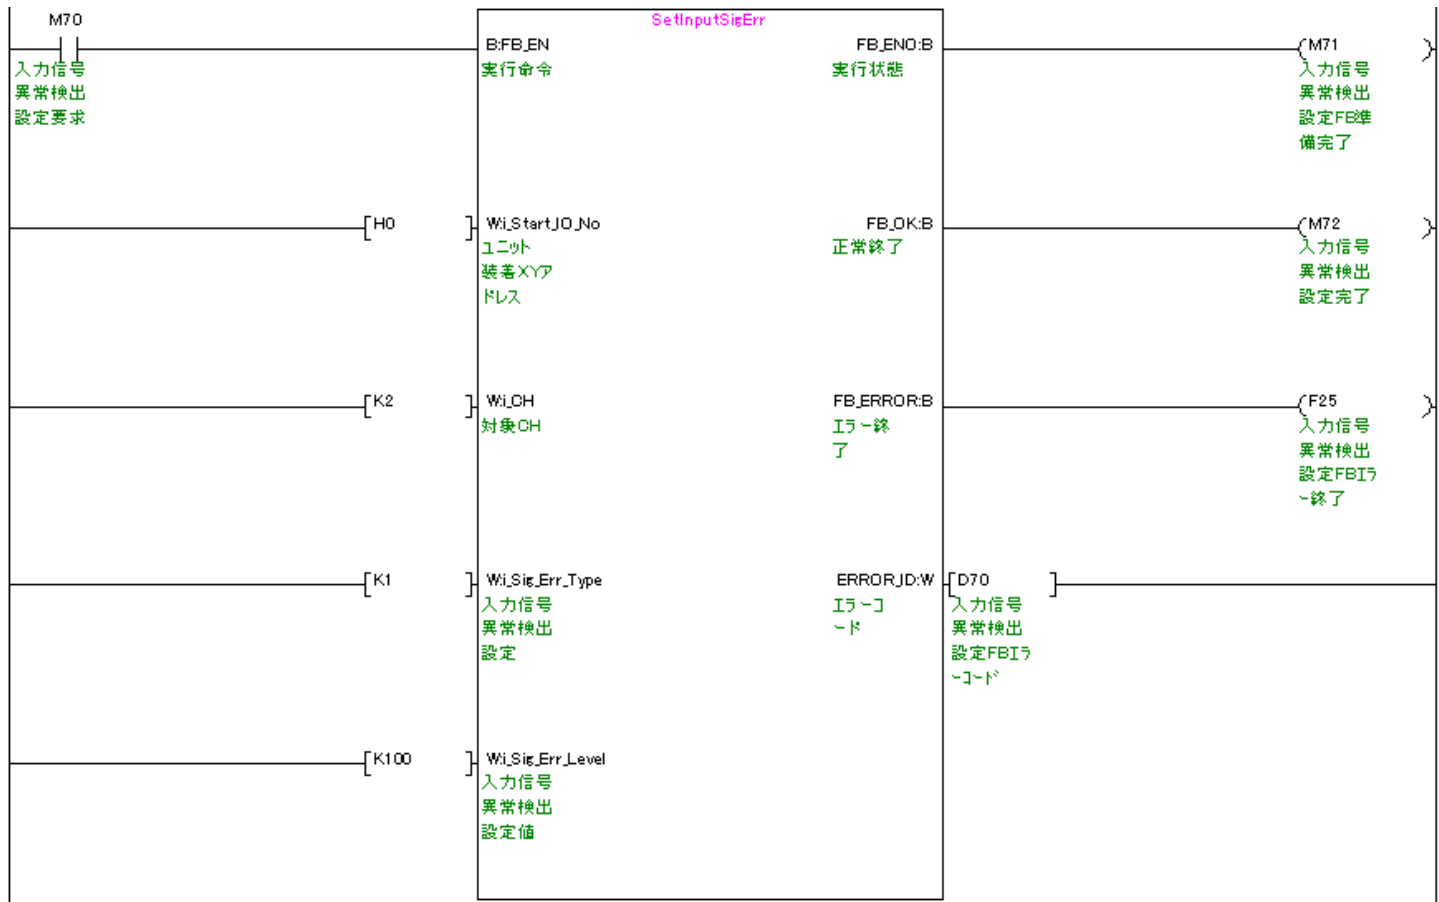 M70
入力信号
異常検出
設定要求
SetInputSigErr
B:FB_EN
実行命令
FB_ENO:B
実行状態
M71
入力信号
異常検出
設定FB準
備完了
H0
W:i_Start_IO_No
ユニット
装着XYア
ドレス
FB_OK:B
正常終了
M72
入力信号
異常検出
設定完了
K2
W:i_CH
対象CH
FB_ERROR:B
エラー終
了
F25
入力信号
異常検出
設定FBエラ
ー終了
K1
W:i_Sig_Err_Type
入力信号
異常検出
設定
ERROR_ID:W
エラーコ
ード
D70
入力信号
異常検出
設定FBエラ
ーコード
K100
W:i_Sig_Err_Level
入力信号
異常検出
設定値